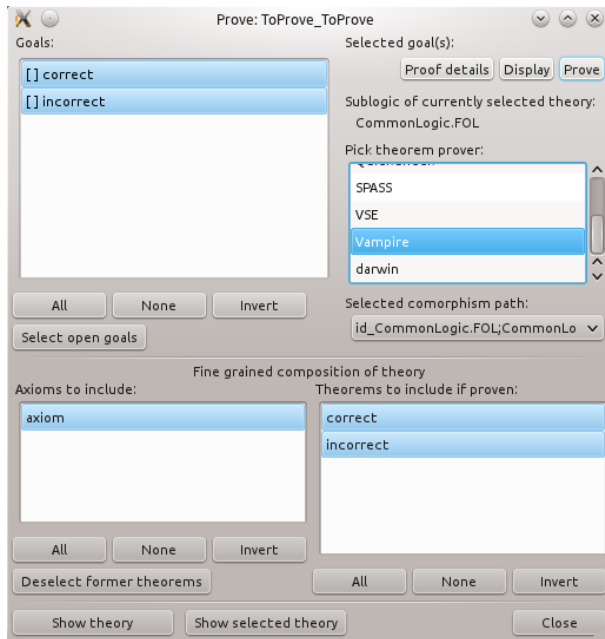 Prove: ToProve_ToProve
Goals:
[ ] correct
[ ] incorrect
All None Invert
Select open goals
Selected goal(s):
Proof details Display Prove
Sublogic of currently selected theory:
CommonLogic.FOL
Pick theorem prover:
SPASS
VSE
Vampire
darwin
Selected comorphism path:
id_CommonLogic.FOL;CommonLo
Fine grained composition of theory
Axioms to include:
axiom
All None Invert
Deselect former theorems
Theorems to include if proven:
correct
incorrect
All None Invert
Show theory Show selected theory Close